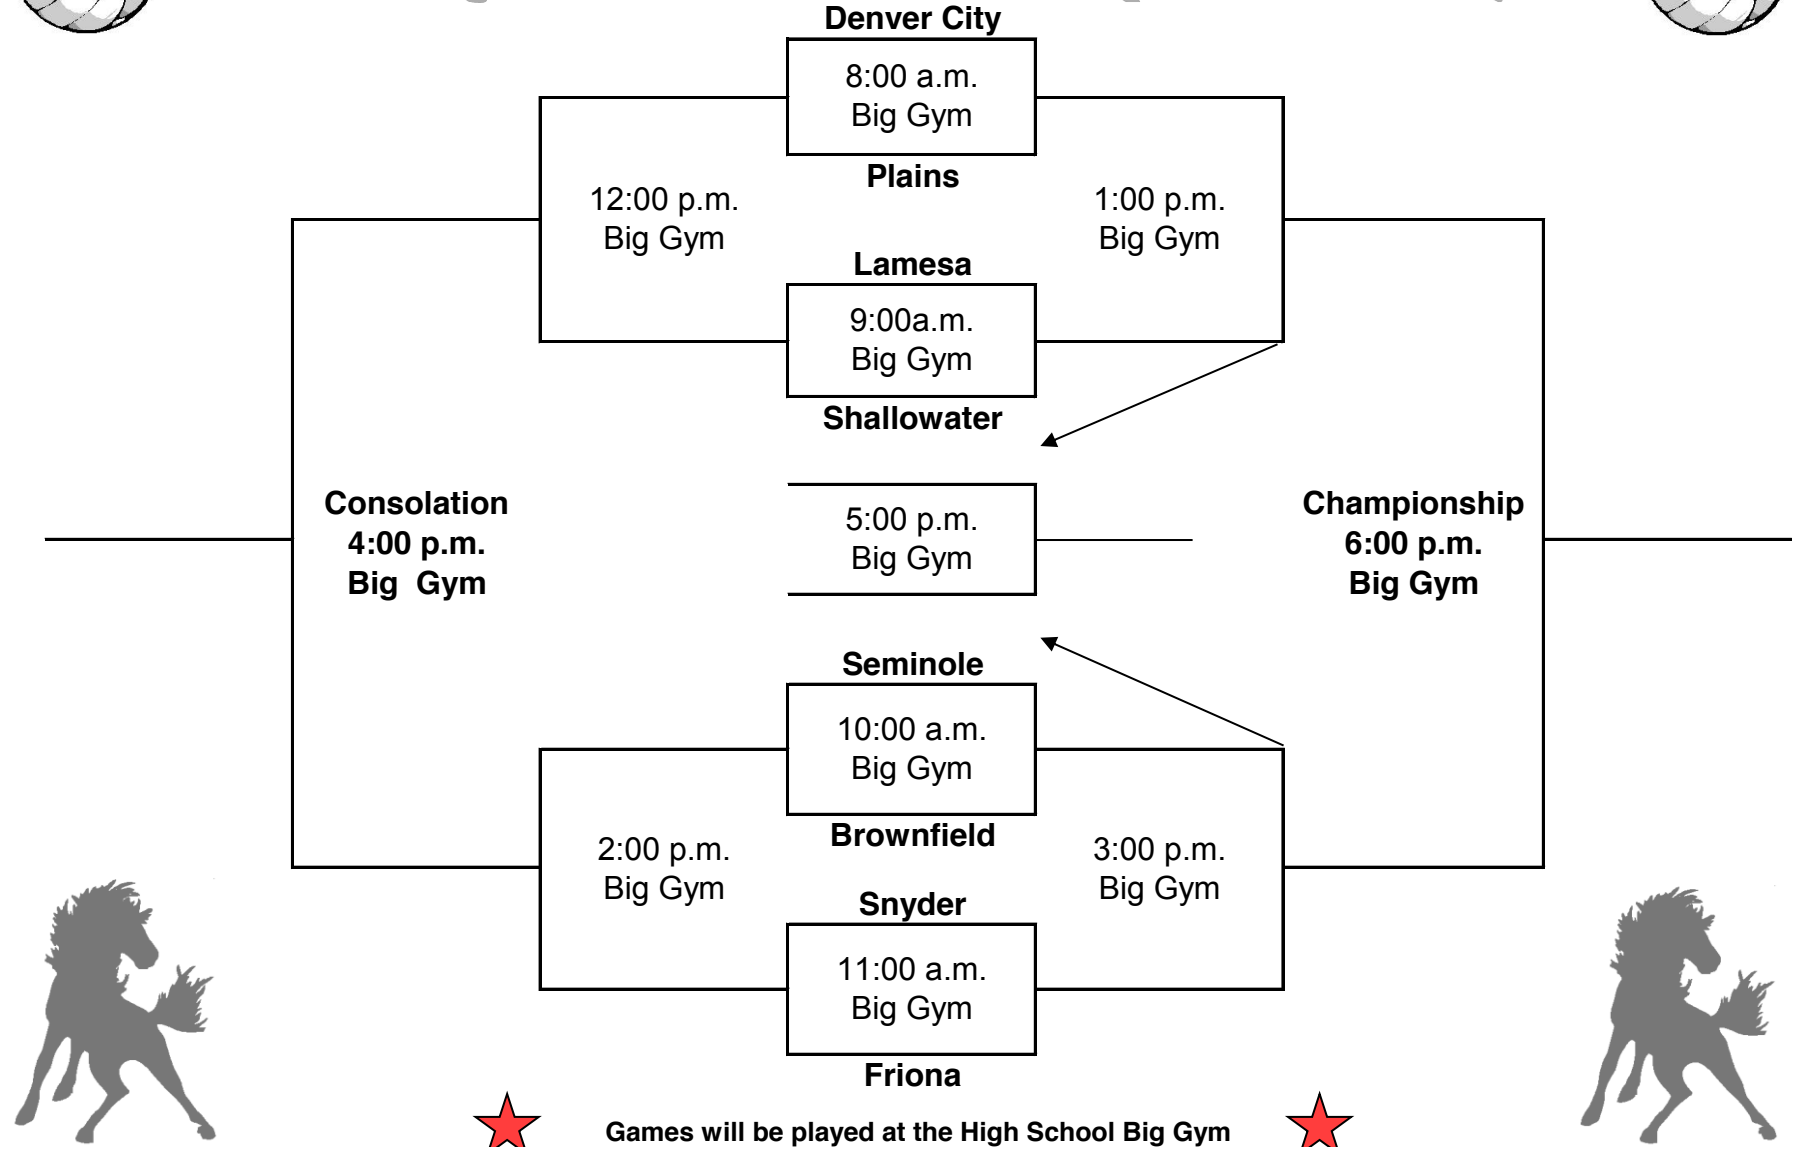 Denver City
8:00 a.m.
Big Gym
Plains
12:00 p.m.
Big Gym
1:00 p.m.
Big Gym
Lamesa
9:00a.m.
Big Gym
Shallowater
Consolation
4:00 p.m.
Big  Gym
5:00 p.m.
Big Gym
Championship
6:00 p.m.
Big Gym
Seminole
10:00 a.m.
Big Gym
Brownfield
2:00 p.m.
Big Gym
3:00 p.m.
Big Gym
Snyder
11:00 a.m.
Big Gym
Friona
Games will be played at the High School Big Gym